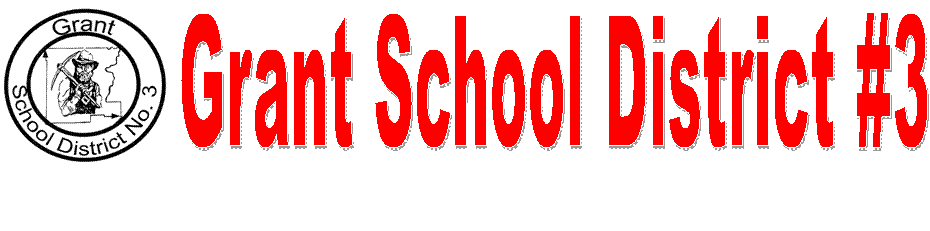 Grant
School District No. 3
Grant School District #3